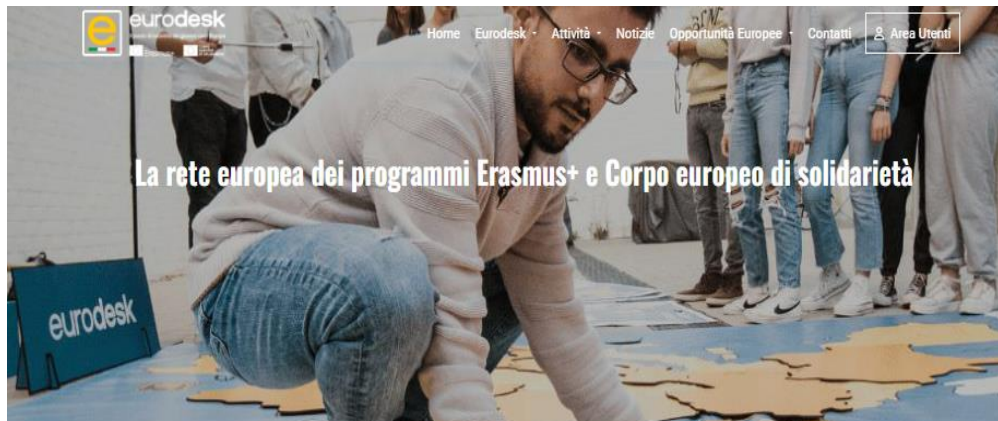 eurodesk
Home Eurodesk Attività Notizie Opportunità Europee Contatti Area Utenti
La rete europea dei programmi Erasmus+ e Corpo europeo di solidarietà
eurodesk